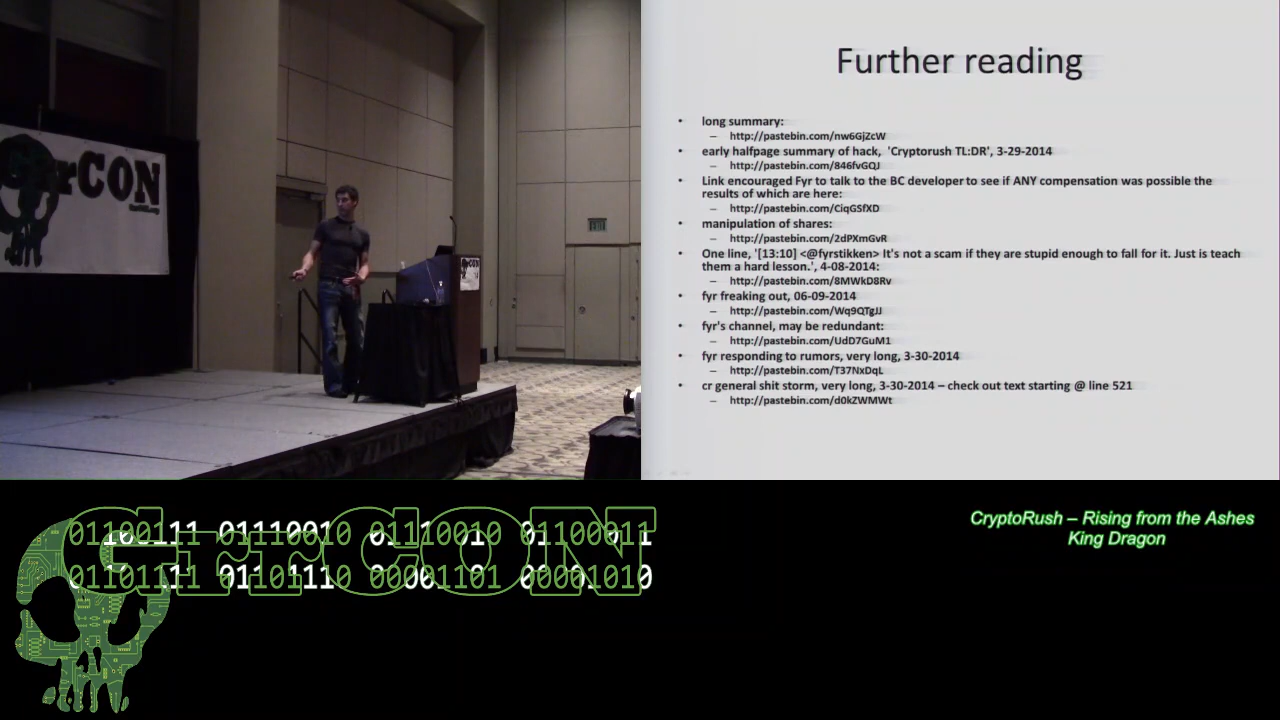 GrrCON
CON
Further reading
• long summary:
– http://pastebin.com/nw6GjZcW
• early halfpage summary of hack, 'Cryptorush TL:DR', 3-29-2014
– http://pastebin.com/846fvGQJ
• Link encouraged Fyr to talk to the BC developer to see if ANY compensation was possible the
results of which are here:
– http://pastebin.com/CiqGSfXD
• manipulation of shares:
– http://pastebin.com/2dPXmGvR
• One line, '[13:10] <@fyrstikken> It's not a scam if they are stupid enough to fall for it. Just is teach
them a hard lesson.', 4-08-2014:
– http://pastebin.com/8MWkD8Rv
• fyr freaking out, 06-09-2014
– http://pastebin.com/Wq9QTgJJ
• fyr's channel, may be redundant:
– http://pastebin.com/UdD7GuM1
• fyr responding to rumors, very long, 3-30-2014
– http://pastebin.com/T37NxDqL
• cr general shit storm, very long, 3-30-2014 – check out text starting @ line 521
– http://pastebin.com/d0kZWMWt
GrrCON
01100111 01110010 01110010 01100011
01101111 01101110 00001101 00001010
CryptoRush – Rising from the Ashes
King Dragon